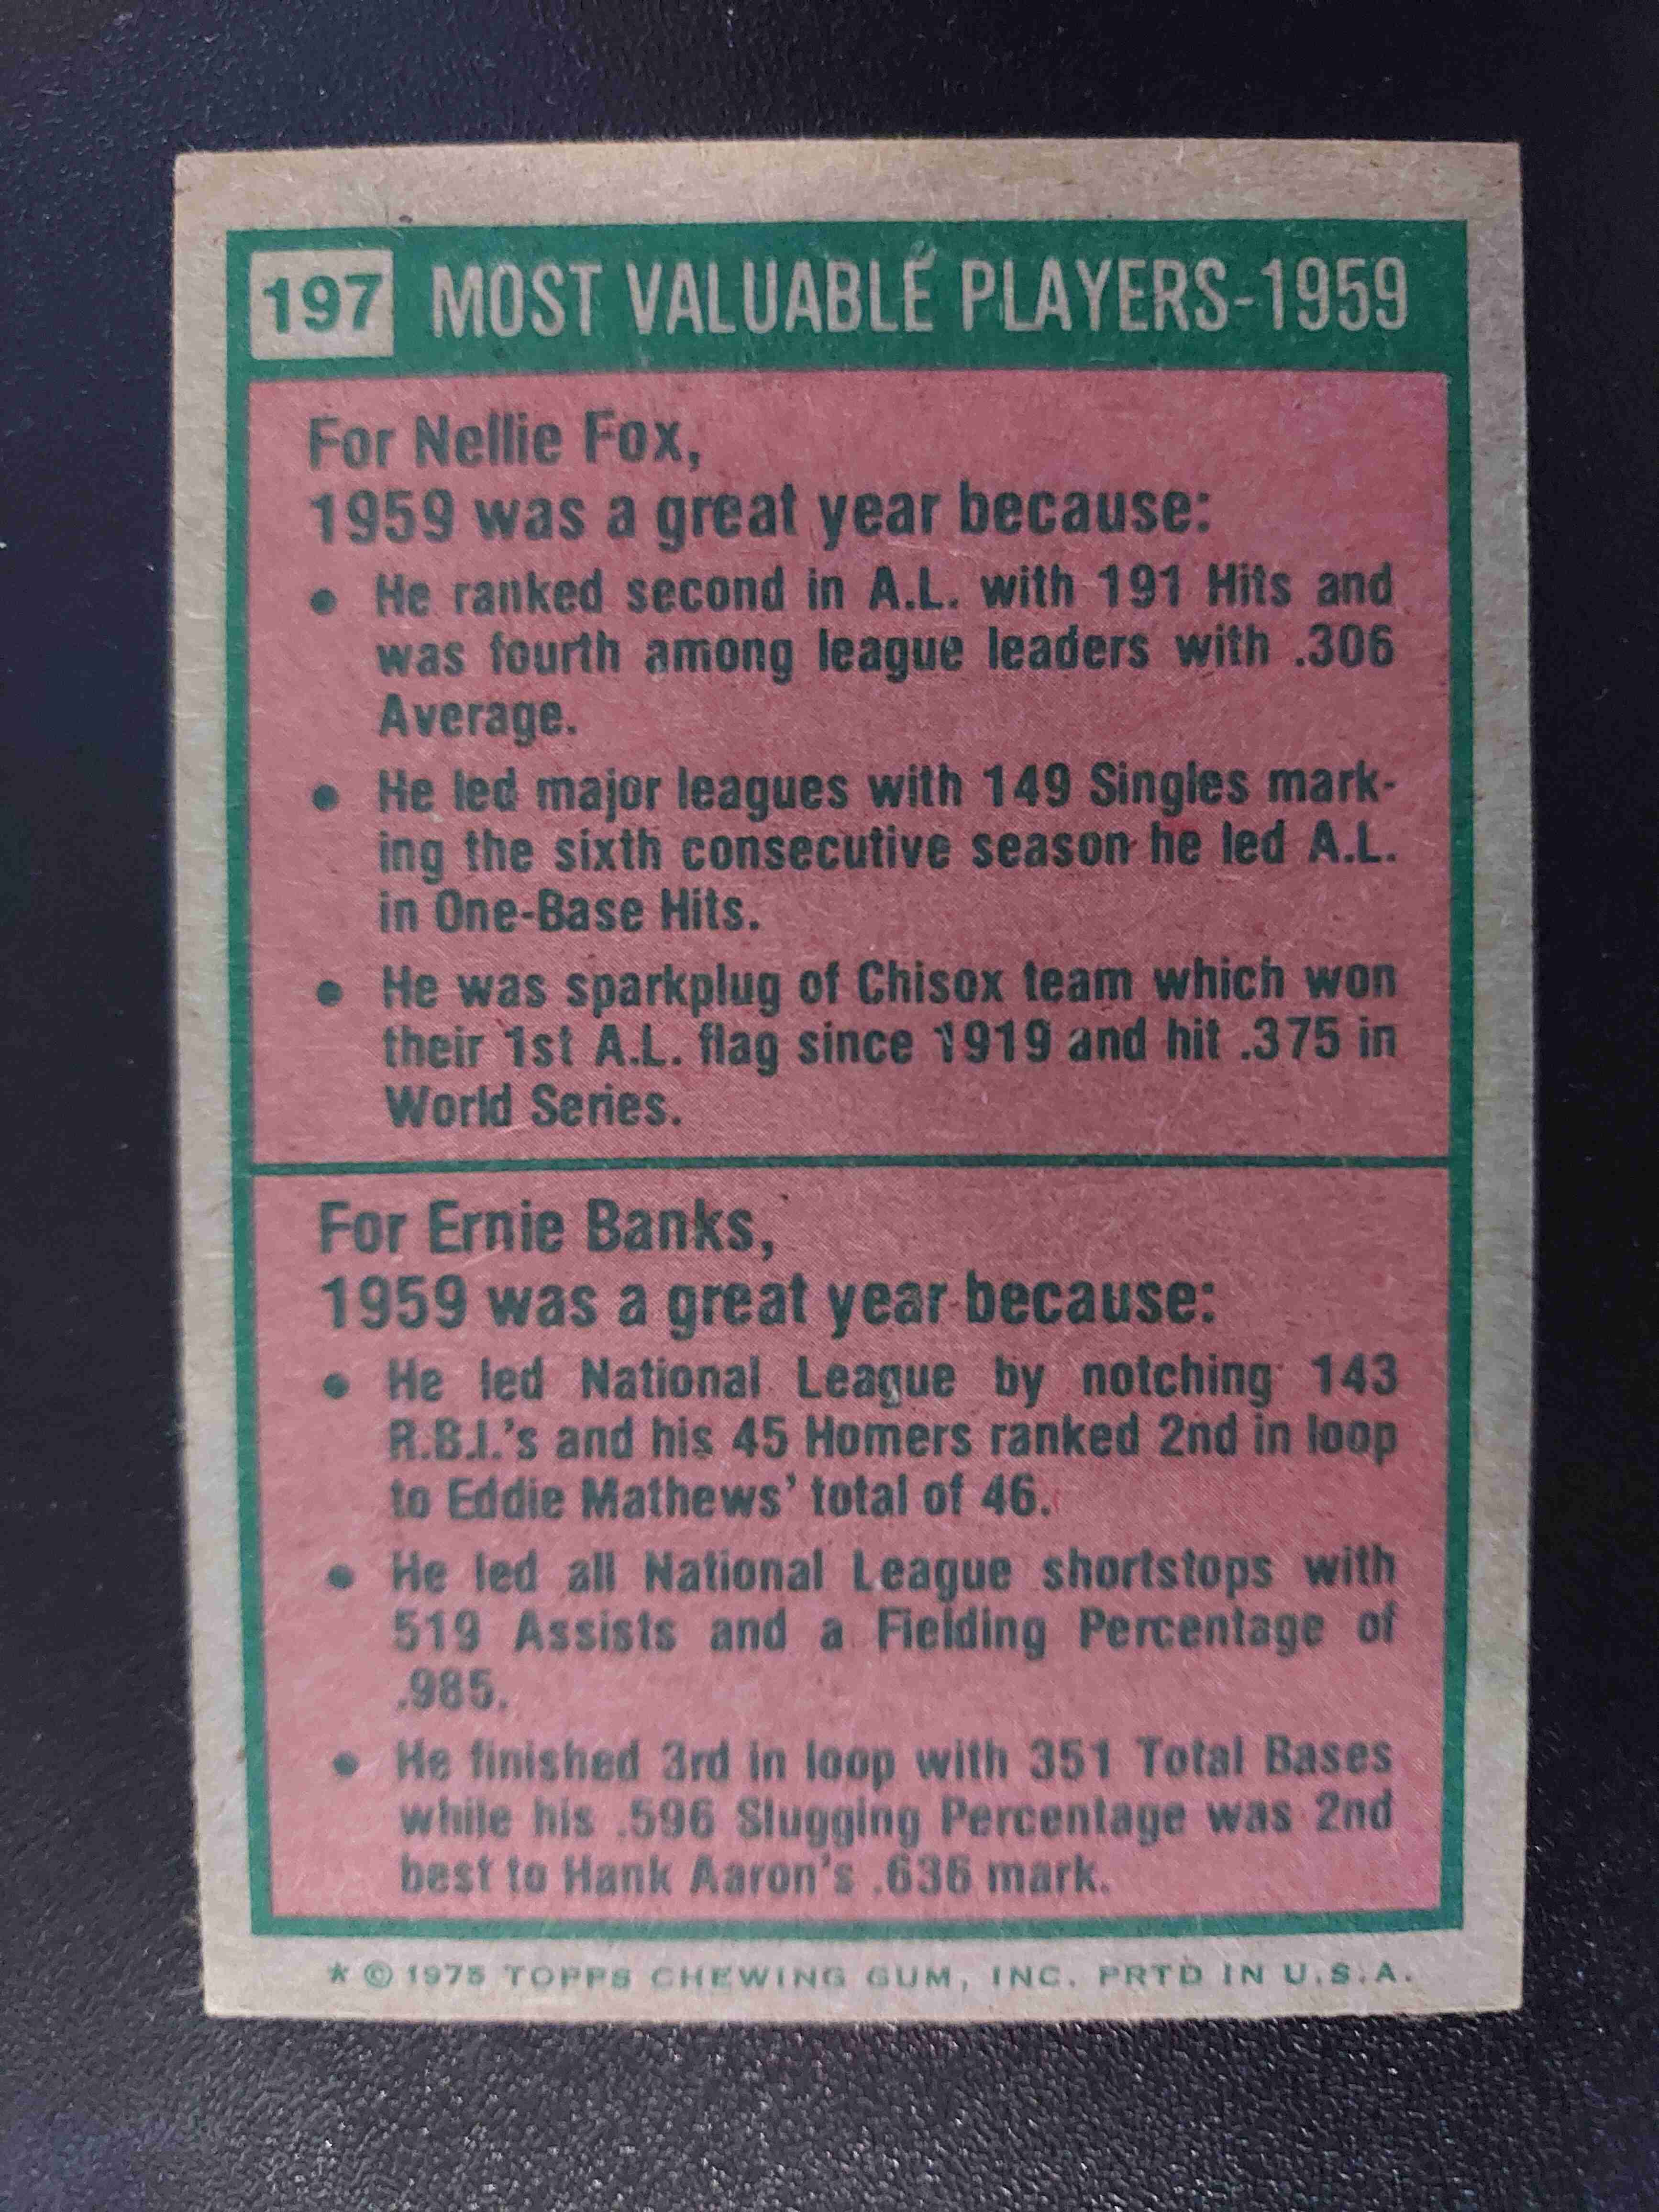 197 MOST VALUABLE PLAYERS-1959
For Nellie Fox,
1959 was a great year because:
• He ranked second in A.L. with 191 Hits and
was fourth among league leaders with .306
Average.
• He led major leagues with 149 Singles mark-
ing the sixth consecutive season he led A.L.
in One-Base Hits.
• He was sparkplug of Chisox team which won
their 1st A.L. flag since 1919 and hit .375 in
World Series.
For Ernie Banks,
1959 was a great year because:
• He led National League by notching 143
R.B.I.'s and his 45 Homers ranked 2nd in loop
to Eddie Mathews' total of 46.
• He led all National League shortstops with
519 Assists and a Fielding Percentage of
.985.
• He finished 3rd in loop with 351 Total Bases
while his .596 Slugging Percentage was 2nd
best to Hank Aaron's .636 mark.
* © 1975 TOPPS CHEWING GUM, INC. PRTD IN U.S.A.